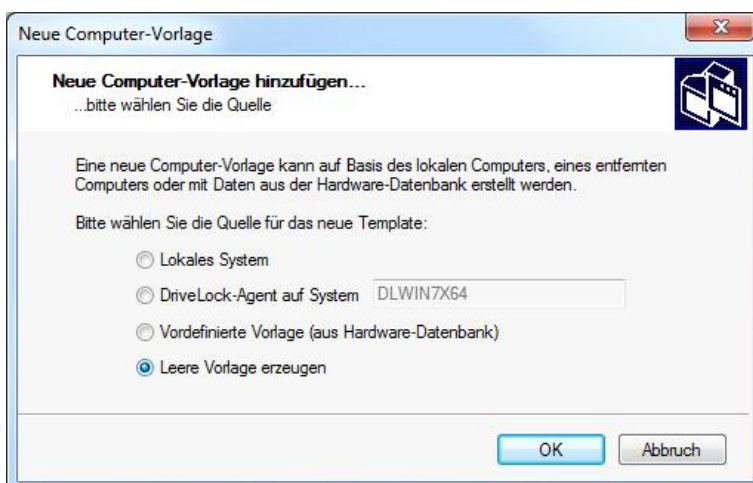 Neue Computer-Vorlage
Neue Computer-Vorlage hinzufügen...
...bitte wählen Sie die Quelle
Eine neue Computer-Vorlage kann auf Basis des lokalen Computers, eines entfernten
Computers oder mit Daten aus der Hardware-Datenbank erstellt werden.
Bitte wählen Sie die Quelle für das neue Template:
Lokales System
DriveLock-Agent auf System DLWIN7X64
Vordefinierte Vorlage (aus Hardware-Datenbank)
Leere Vorlage erzeugen
OK Abbruch